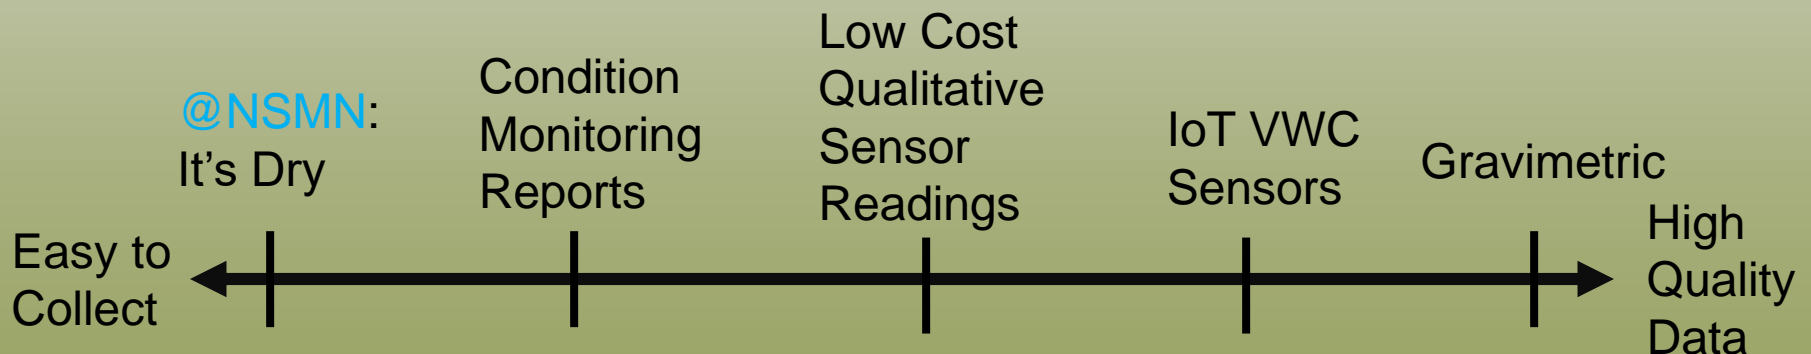 Easy to
Collect
@NSMN:
It's Dry
Condition
Monitoring
Reports
Low Cost
Qualitative
Sensor
Readings
IoT VWC
Sensors
Gravimetric
High
Quality
Data